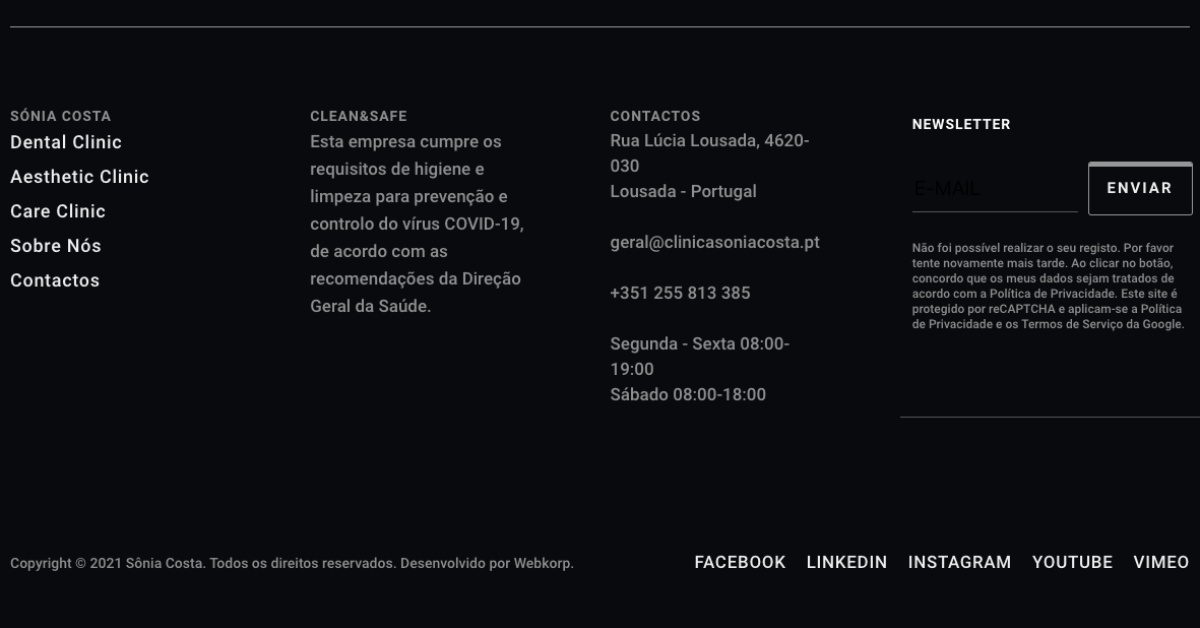 SÓNIA COSTA
Dental Clinic
Aesthetic Clinic
Care Clinic
Sobre Nós
Contactos
CLEAN&SAFE
Esta empresa cumpre os
requisitos de higiene e
limpeza para prevenção e
controlo do vírus COVID-19,
de acordo com as
recomendações da Direção
Geral da Saúde.
CONTACTOS
Rua Lúcia Lousada, 4620-
030
Lousada - Portugal
geral@clinicasoniacosta.pt
+351 255 813 385
Segunda - Sexta 08:00-
19:00
Sábado 08:00-18:00
NEWSLETTER
E-MAIL
ENVIAR
Não foi possível realizar o seu registo. Por favor
tente novamente mais tarde. Ao clicar no botão,
concordo que os meus dados sejam tratados de
acordo com a Política de Privacidade. Este site é
protegido por reCAPTCHA e aplicam-se a Política
de Privacidade e os Termos de Serviço da Google.
Copyright © 2021 Sônia Costa. Todos os direitos reservados. Desenvolvido por Webkorp.
FACEBOOK LINKEDIN INSTAGRAM YOUTUBE VIMEO